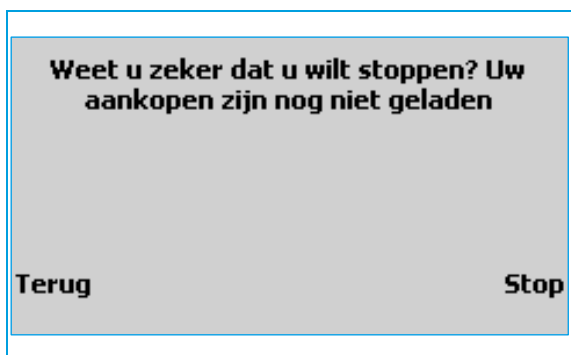 Weet u zeker dat u wilt stoppen? Uw
aankopen zijn nog niet geladen
Terug Stop